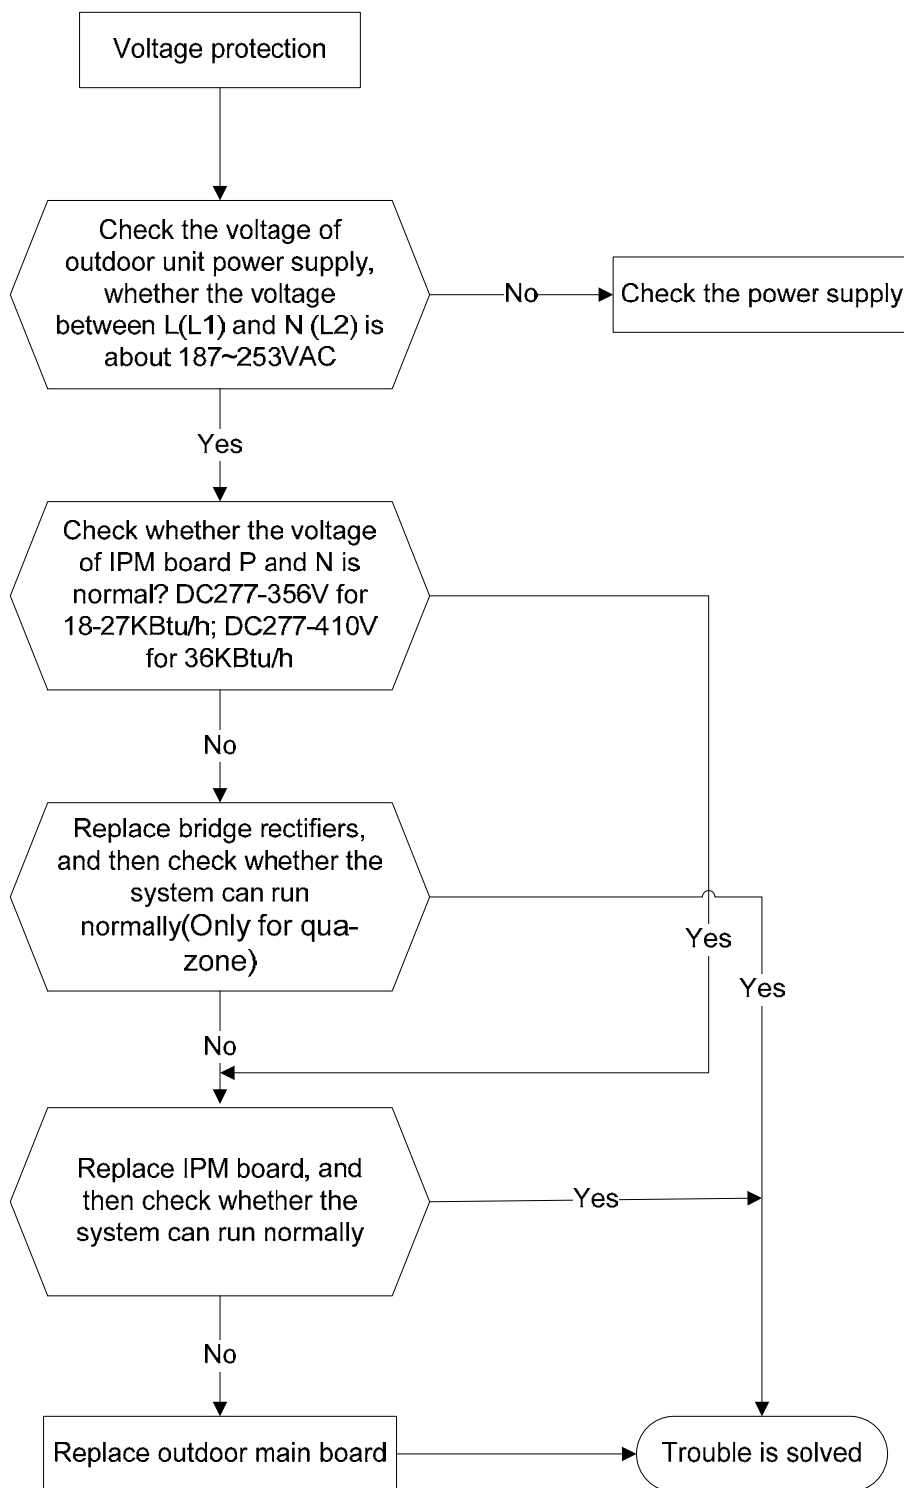 Voltage protection
Check the voltage of
outdoor unit power supply,
whether the voltage
between L(L1) and N (L2) is
about 187~253VAC
No
Check the power supply
Yes
Check whether the voltage
of IPM board P and N is
normal? DC277-356V for
18-27KBtu/h; DC277-410V
for 36KBtu/h
No
Replace bridge rectifiers,
and then check whether the
system can run
normally(Only for qua-
zone)
Yes
Yes
No
Replace IPM board, and
then check whether the
system can run normally
Yes
No
Replace outdoor main board
Trouble is solved